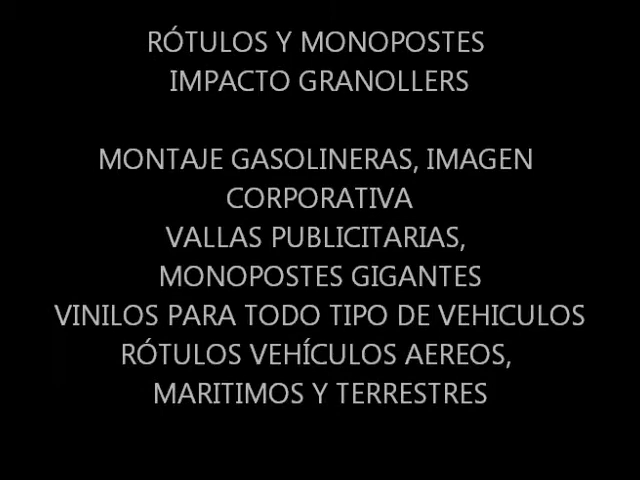 RÓTULOS Y MONOPOSTES
IMPACTO GRANOLLERS
MONTAJE GASOLINERAS, IMAGEN
CORPORATIVA
VALLAS PUBLICITARIAS,
MONOPOSTES GIGANTES
VINILOS PARA TODO TIPO DE VEHICULOS
RÓTULOS VEHÍCULOS AEREOS,
MARITIMOS Y TERRESTRES